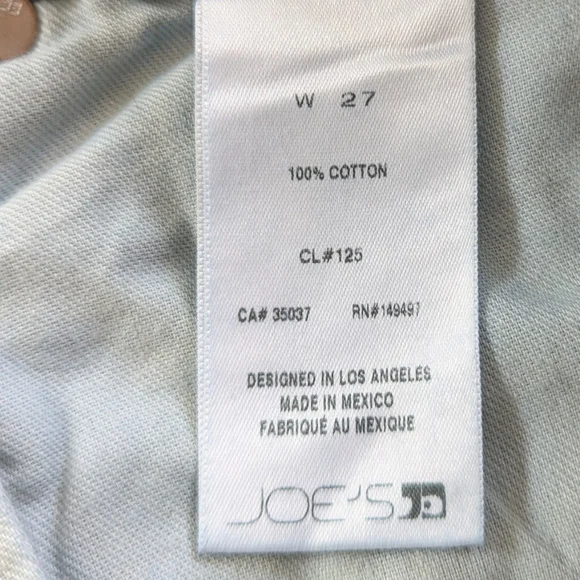 W 27
100% COTTON
CL#125
CA# 35037 RN#149497
DESIGNED IN LOS ANGELES
MADE IN MEXICO
FABRIQUÉ AU MEXIQUE
JOE'S